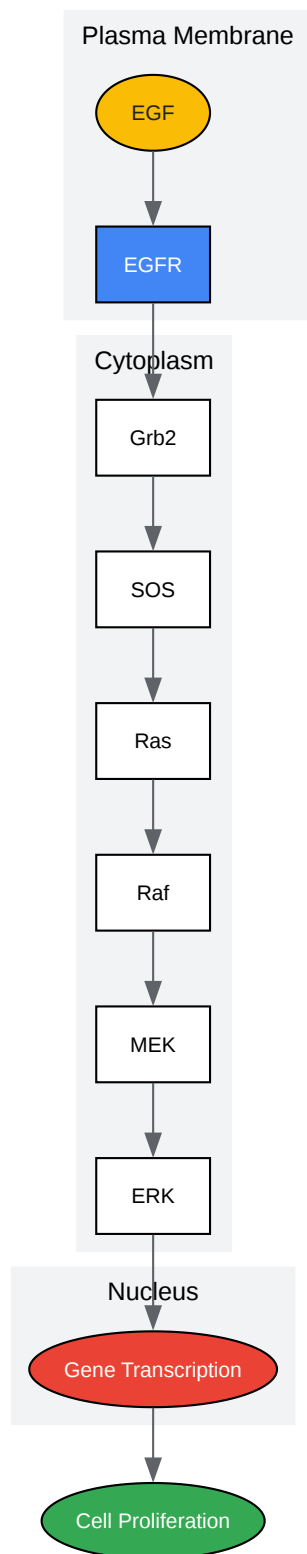 Plasma Membrane
EGF
EGFR
Cytoplasm
Grb2
SOS
Ras
Raf
MEK
ERK
Nucleus
Gene Transcription
Cell Proliferation